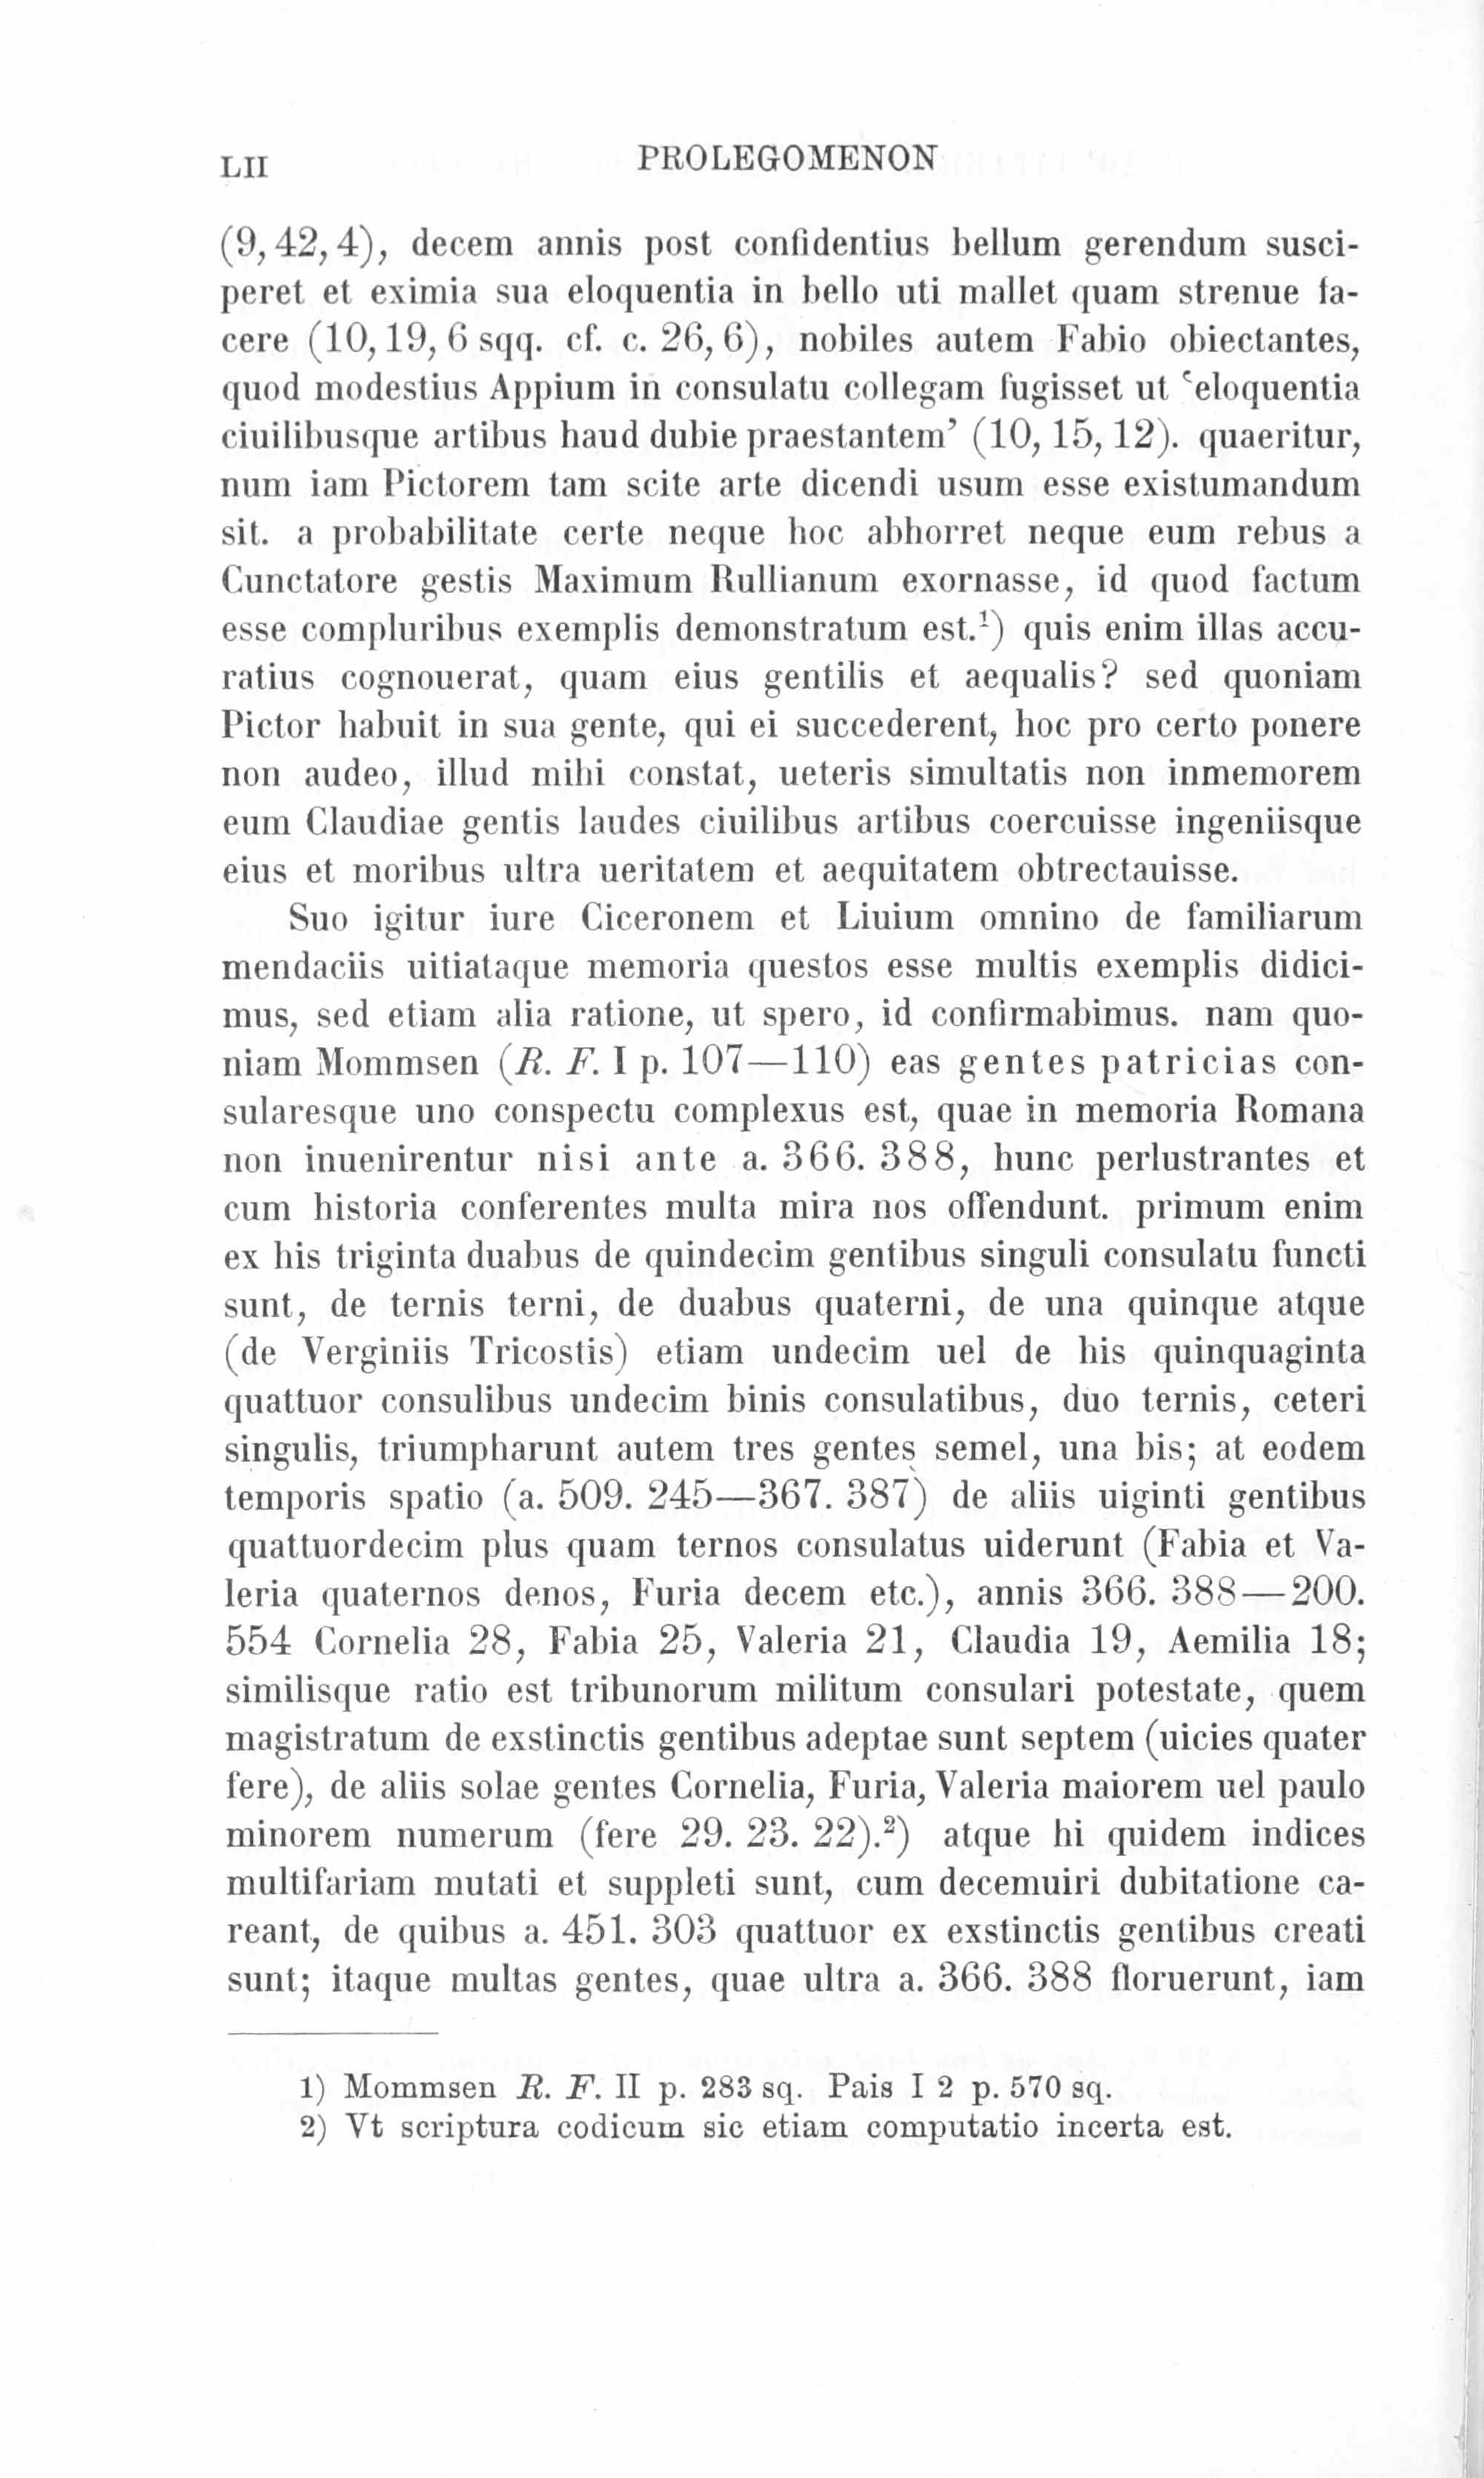 LII
PROLEGOMENON
(9, 42, 4), decem annis post confidentius bellum gerendum susci-
peret et eximia sua eloquentia in bello uti mallet quam strenue fa-
cere (10, 19, 6 sqq. cf. c. 26, 6), nobiles autem Fabio obiectantes,
quod modestius Appium in consulatu collegam fugisset ut ‘eloquentia
ciuilibusque artibus haud dubie praestantem’ (10, 15, 12). quaeritur,
num iam Pictorem tam scite arte dicendi usum esse existumandum
sit. a probabilitate certe neque hoc abhorret neque eum rebus a
Cunctatore gestis Maximum Rullianum exornasse, id quod factum
esse compluribus exemplis demonstratum est.¹) quis enim illas accu-
ratius cognouerat, quam eius gentilis et aequalis? sed quoniam
Pictor habuit in sua gente, qui ei succederent, hoc pro certo ponere
non audeo, illud mihi constat, ueteris simultatis non inmemorem
eum Claudiae gentis laudes ciuilibus artibus coercuisse ingeniisque
eius et moribus ultra ueritatem et aequitatem obtrectauisse.
Suo igitur iure Ciceronem et Liuium omnino de familiarum
mendaciis uitiataque memoria questos esse multis exemplis didici-
mus, sed etiam alia ratione, ut spero, id confirmabimus. nam quo-
niam Mommsen (R. F. I p. 107—110) eas gentes patricias con-
sularesque uno conspectu complexus est, quae in memoria Romana
non inuenirentur nisi ante a. 366. 388, hunc perlustrantes et
cum historia conferentes multa mira nos offendunt. primum enim
ex his triginta duabus de quindecim gentibus singuli consulatu functi
sunt, de ternis terni, de duabus quaterni, de una quinque atque
(de Verginiis Tricostis) etiam undecim uel de his quinquaginta
quattuor consulibus undecim binis consulatibus, duo ternis, ceteri
singulis, triumpharunt autem tres gentes semel, una bis; at eodem
temporis spatio (a. 509. 245—367. 387) de aliis uiginti gentibus
quattuordecim plus quam ternos consulatus uiderunt (Fabia et Va-
leria quaternos denos, Furia decem etc.), annis 366. 388—200.
554 Cornelia 28, Fabia 25, Valeria 21, Claudia 19, Aemilia 18;
similisque ratio est tribunorum militum consulari potestate, quem
magistratum de exstinctis gentibus adeptae sunt septem (uicies quater
fere), de aliis solae gentes Cornelia, Furia, Valeria maiorem uel paulo
minorem numerum (fere 29. 23. 22).²) atque hi quidem indices
multifariam mutati et suppleti sunt, cum decemuiri dubitatione ca-
reant, de quibus a. 451. 303 quattuor ex exstinctis gentibus creati
sunt; itaque multas gentes, quae ultra a. 366. 388 floruerunt, iam
1) Mommsen R. F. II p. 283 sq. Pais I 2 p. 570 sq.
2) Vt scriptura codicum sic etiam computatio incerta est.